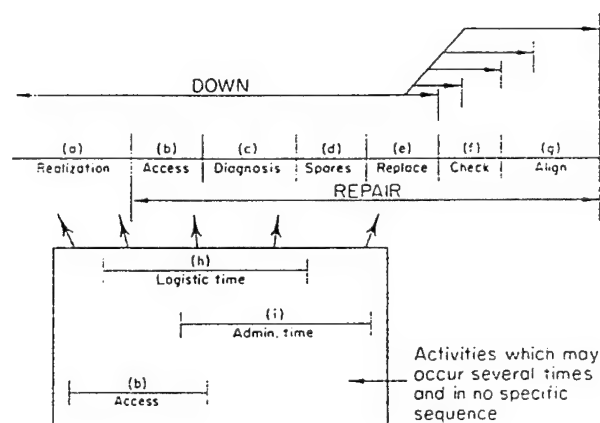 DOWN
(a) (b) (c) (d) (e) (f) (g)
Realization Access Diagnosis Spares Replace Check Align
REPAIR
(h)
Logistic time
(i)
Admin. time
(b)
Access
Activities which may
occur several times
and in no specific
sequence